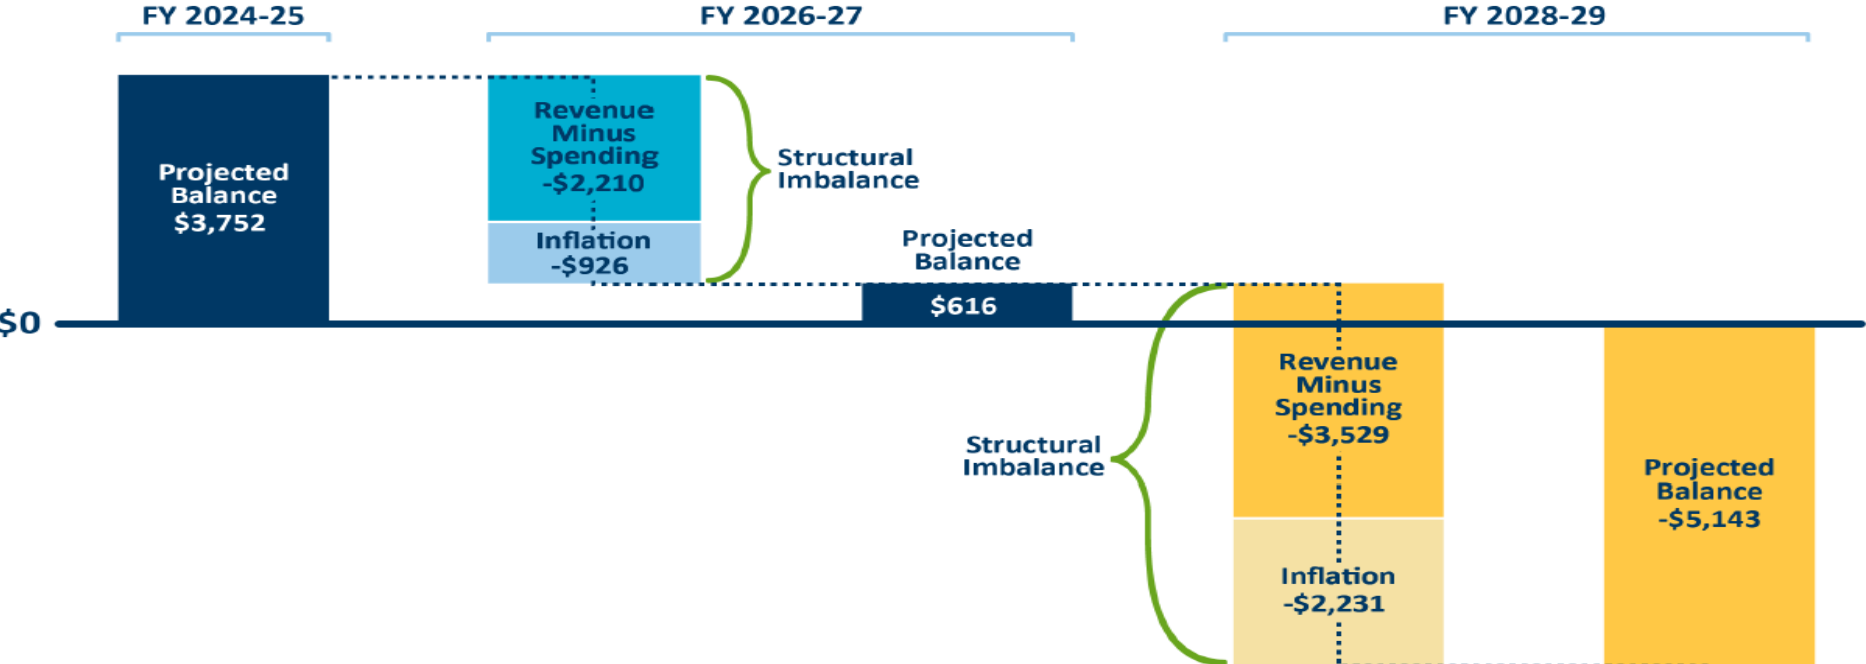 FY 2024-25
FY 2026-27
FY 2028-29
Projected
Balance
$3,752
Revenue
Minus
Spending
-$2,210
Inflation
-$926
Structural
Imbalance
Projected
Balance
$616
$0
Structural
Imbalance
Revenue
Minus
Spending
-$3,529
Inflation
-$2,231
Projected
Balance
-$5,143